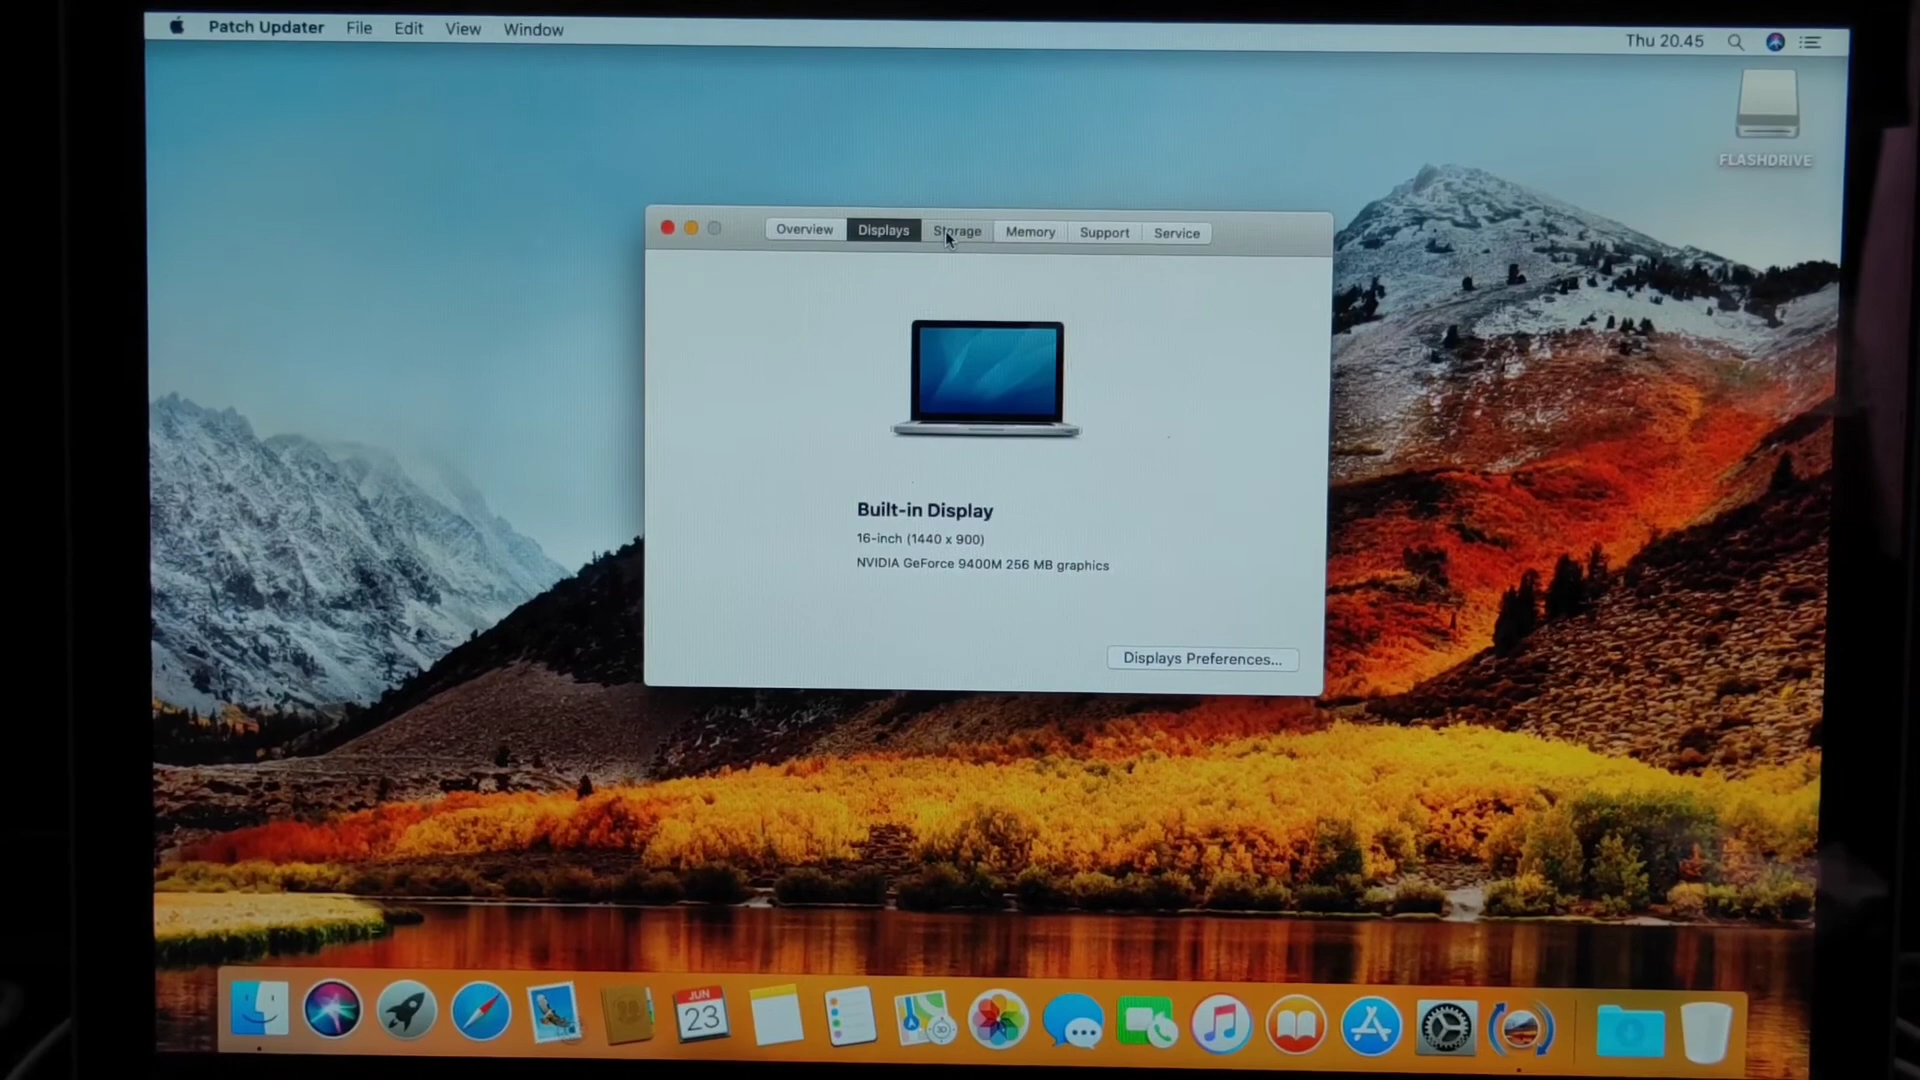 Patch Updater File Edit View Window
Thu 20.45
FLASHDRIVE
Overview Displays Storage Memory Support Service
Built-in Display
16-inch (1440 x 900)
NVIDIA GeForce 9400M 256 MB graphics
Displays Preferences...
JUN
23
3D